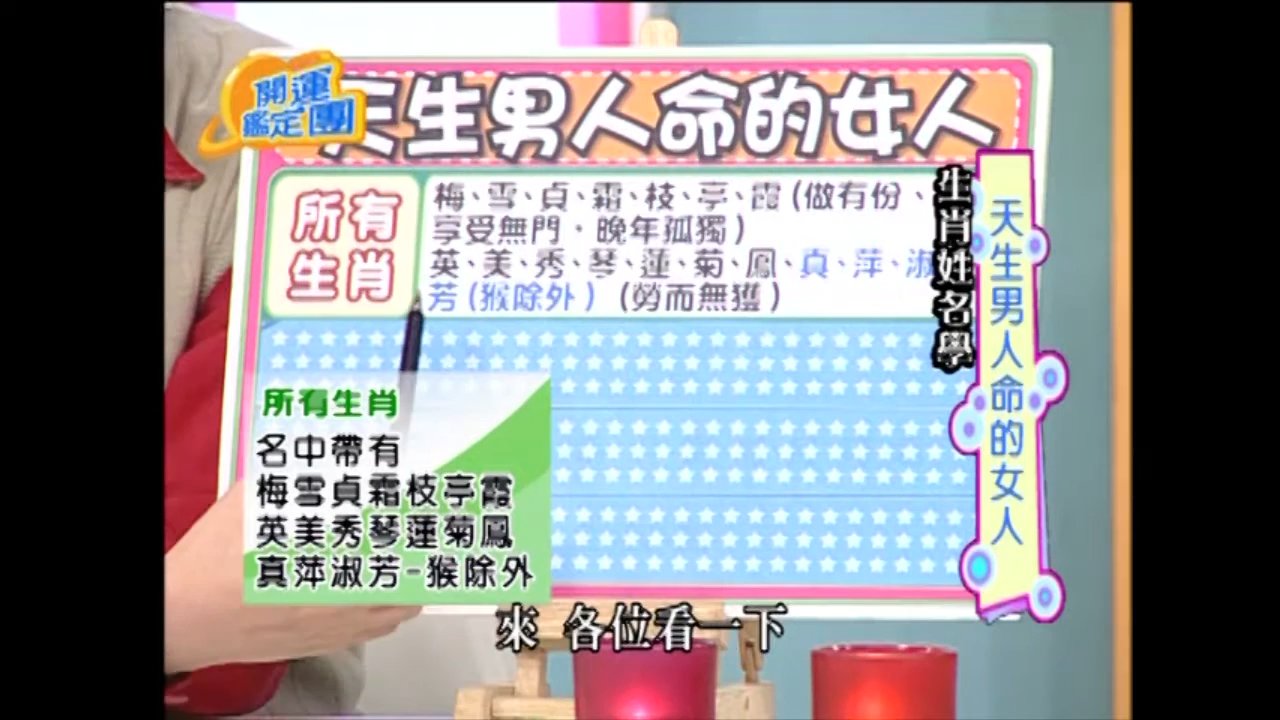 開運
鑑定團
天生男人命的女人
所有
生肖
梅、雪、貞、霜、枝、亭、霞(做有份、
享受無門、晚年孤獨)
英、美、秀、琴、蓮、菊、鳳、真、萍、淑
芳(猴除外) (勞而無獲)
生肖姓名學
天生男人命的女人
所有生肖
名中帶有
梅雪貞霜枝亭霞
英美秀琴蓮菊鳳
真萍淑芳-猴除外
來 各位看一下